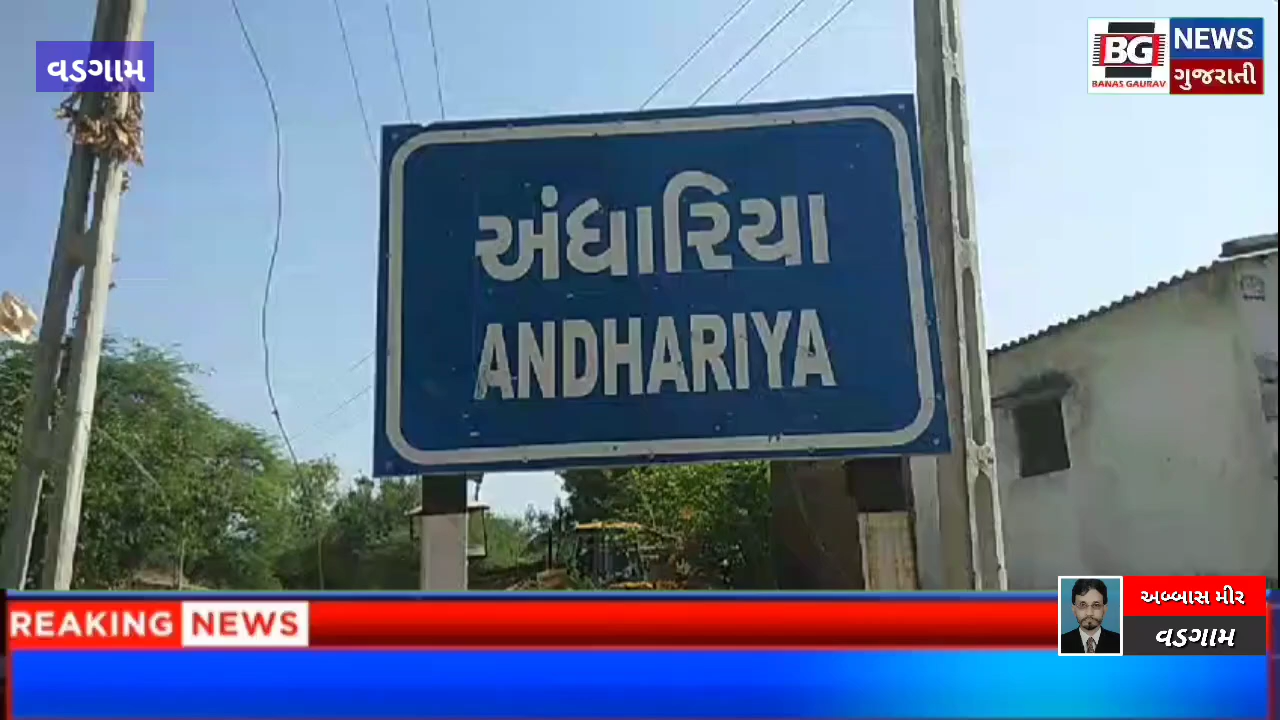 વડગામ
BG
BANAS GAURAV
NEWS
ગુજરાતી
અંધારિયા
ANDHARIYA
REAKING NEWS
અબ્બાસ મીર
વડગામ